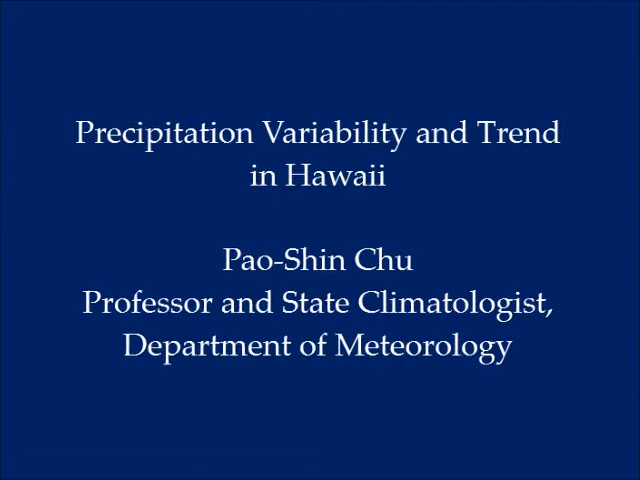 Precipitation Variability and Trend
in Hawaii
Pao-Shin Chu
Professor and State Climatologist,
Department of Meteorology